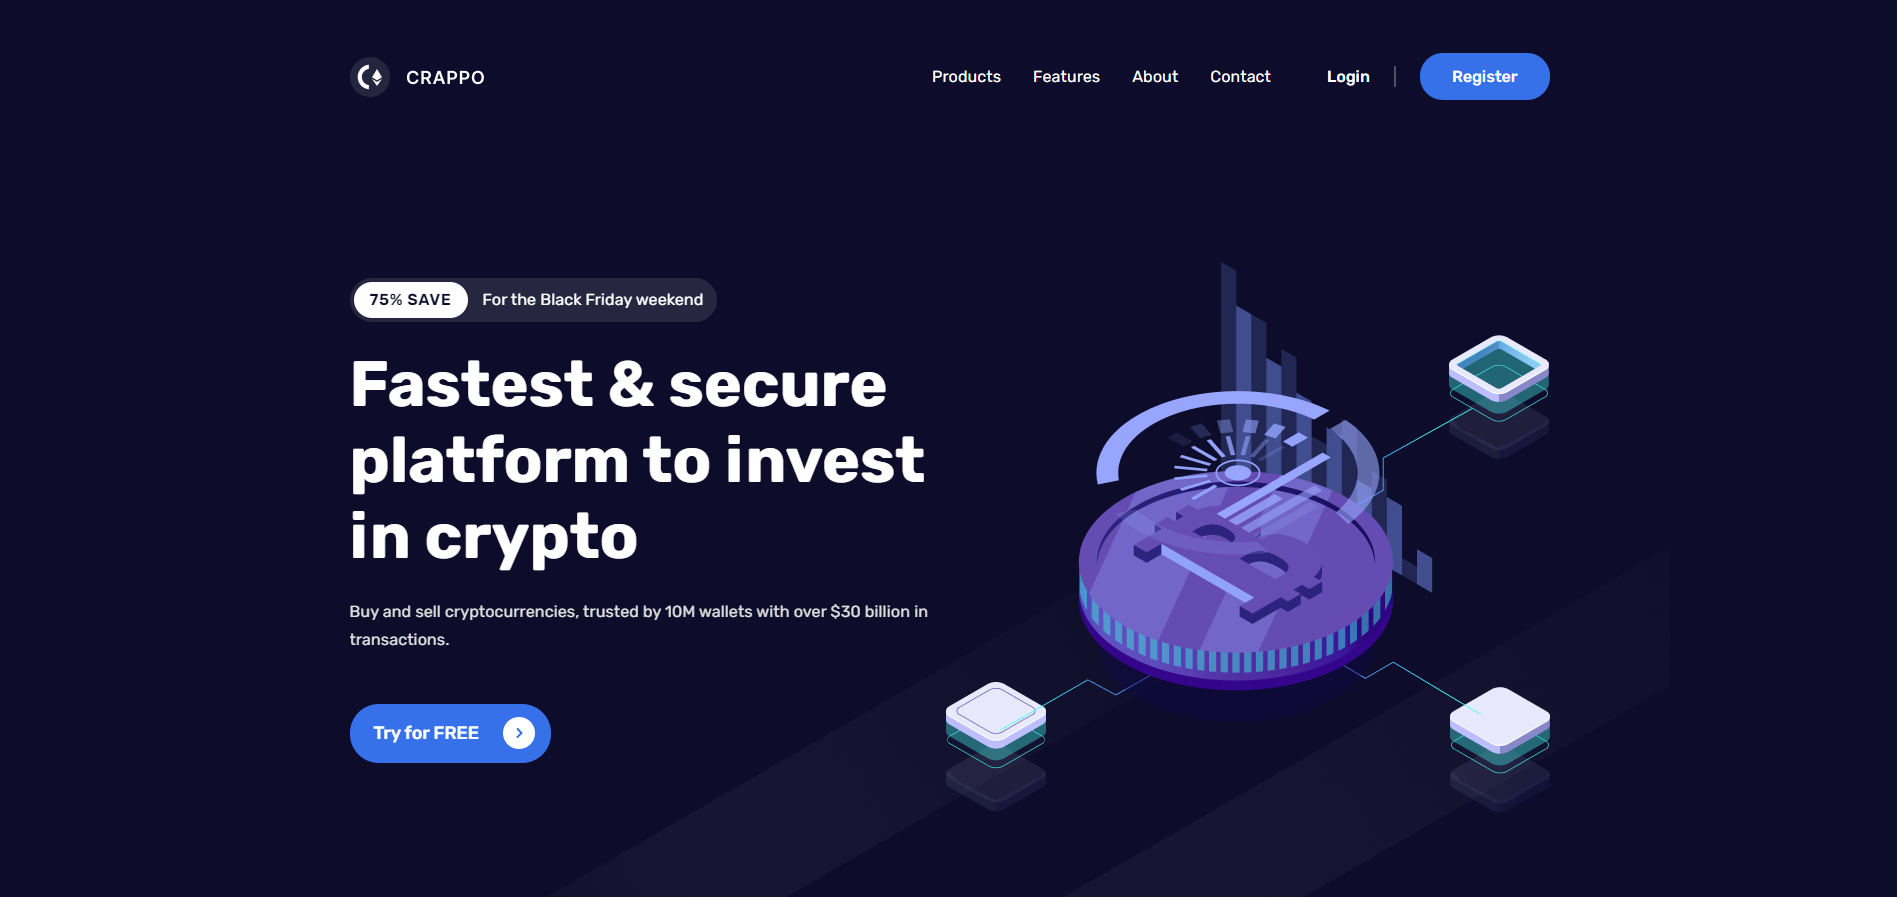 CRAPPO
Products
Features
About
Contact
Login
Register
75% SAVE
For the Black Friday weekend
Fastest & secure
platform to invest
in crypto
Buy and sell cryptocurrencies, trusted by 10M wallets with over $30 billion in
transactions.
Try for FREE